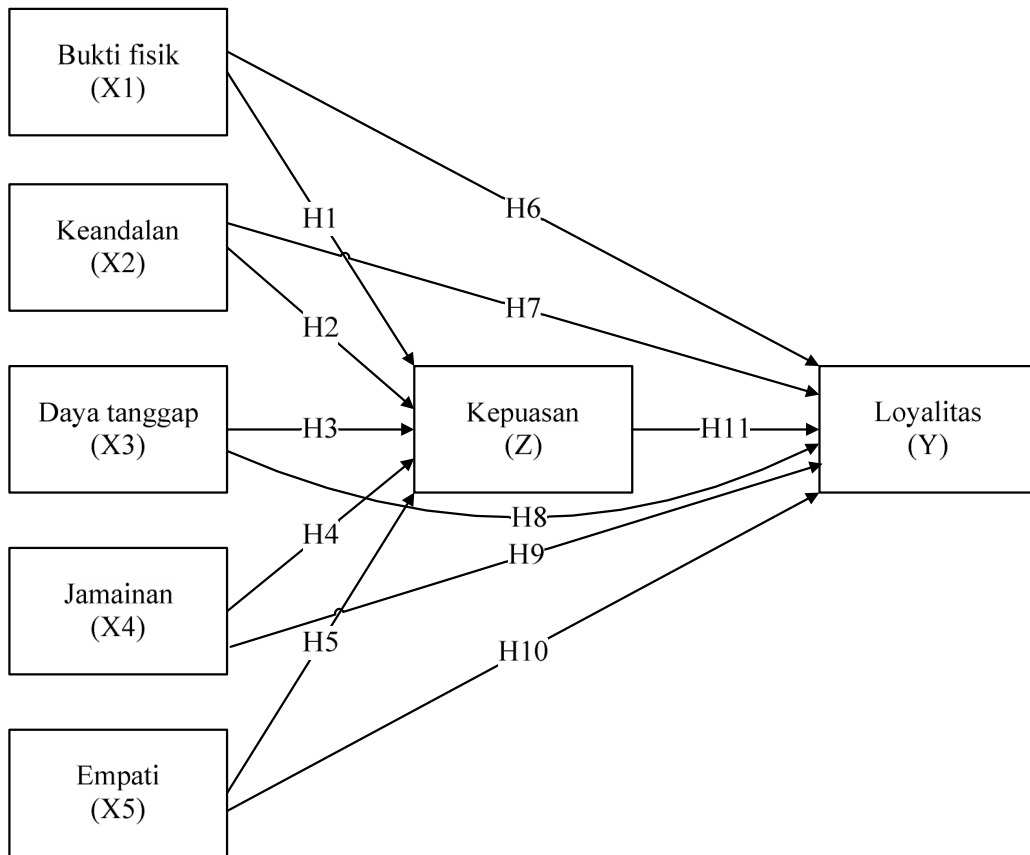 Bukti fisik
(X1)
H6
H1
Keandalan
(X2)
H7
H2
Daya tanggap
(X3)
H3
Kepuasan
(Z)
H11
Loyalitas
(Y)
H8
H4
H9
Jamainan
(X4)
H5
H10
Empati
(X5)